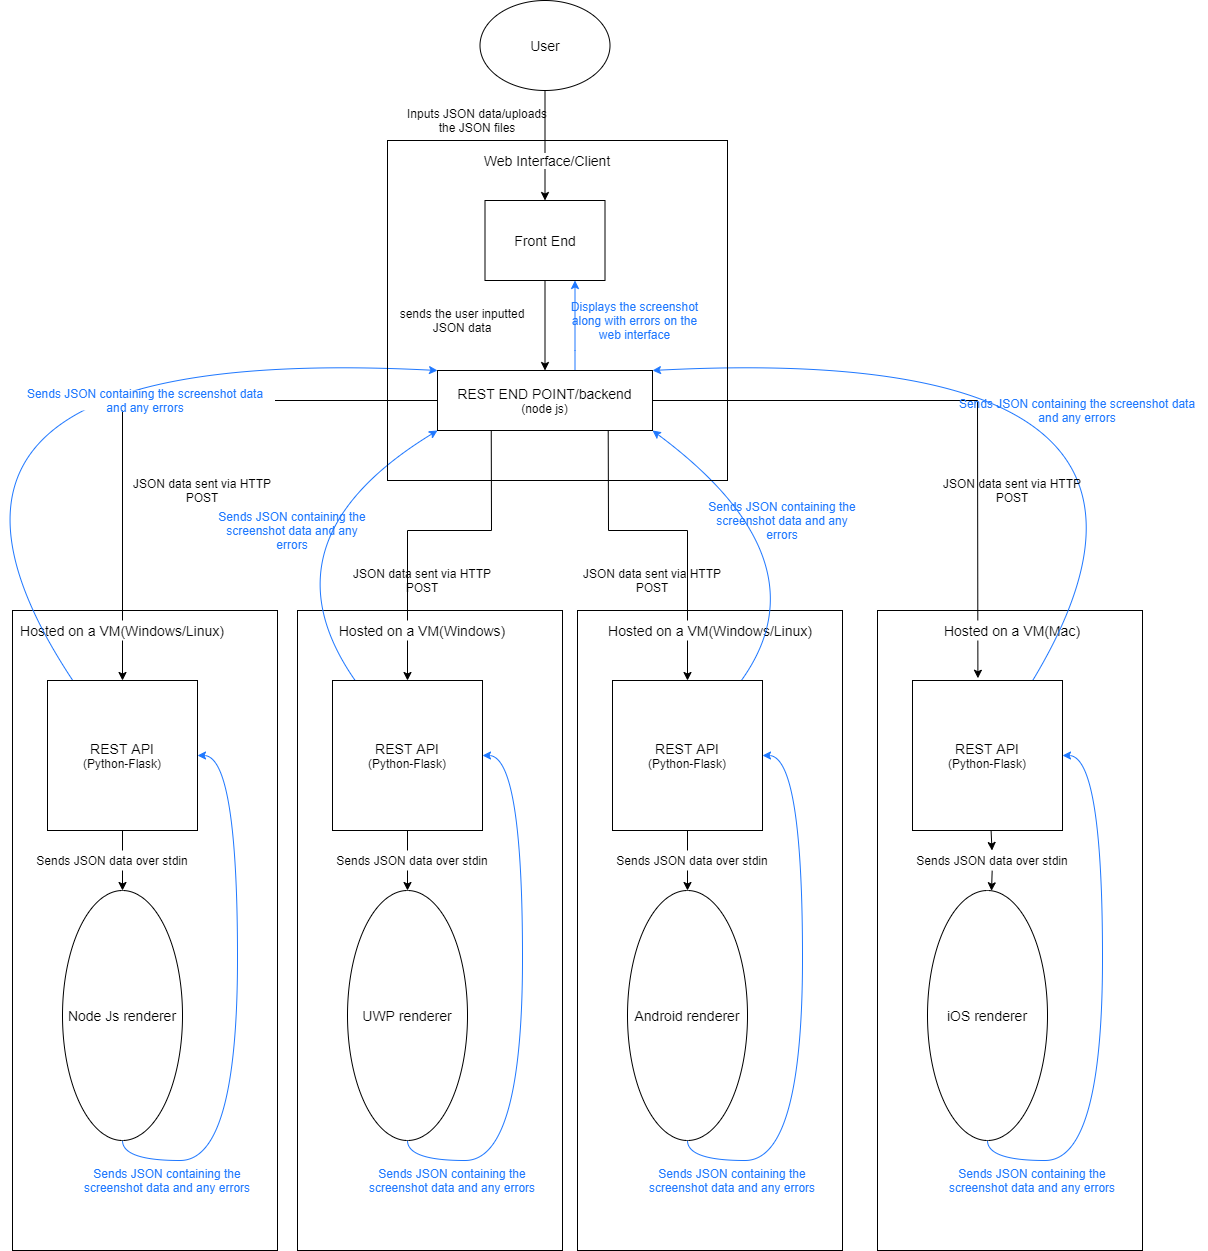 User
Inputs JSON data/uploads
the JSON files
Web Interface/Client
Front End
sends the user inputted
JSON data
Displays the screenshot
along with errors on the
web interface
REST END POINT/backend
(node js)
Sends JSON containing the screenshot data
and any errors
Sends JSON containing the screenshot data
and any errors
JSON data sent via HTTP
POST
Sends JSON containing the
screenshot data and any
errors
Sends JSON containing the
screenshot data and any
errors
JSON data sent via HTTP
POST
JSON data sent via HTTP
POST
JSON data sent via HTTP
POST
Hosted on a VM(Windows/Linux)
Hosted on a VM(Windows)
Hosted on a VM(Windows/Linux)
Hosted on a VM(Mac)
REST API
(Python-Flask)
REST API
(Python-Flask)
REST API
(Python-Flask)
REST API
(Python-Flask)
Sends JSON data over stdin
Sends JSON data over stdin
Sends JSON data over stdin
Sends JSON data over stdin
Node Js renderer
UWP renderer
Android renderer
iOS renderer
Sends JSON containing the
screenshot data and any errors
Sends JSON containing the
screenshot data and any errors
Sends JSON containing the
screenshot data and any errors
Sends JSON containing the
screenshot data and any errors